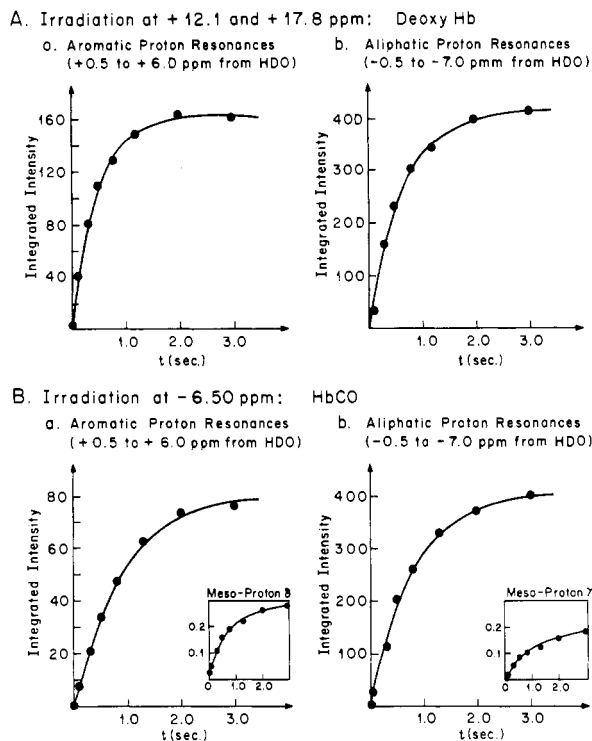 A. Irradiation at +12.1 and +17.8 ppm: Deoxy Hb
a. Aromatic Proton Resonances
(+0.5 to +6.0 ppm from HDO)
b. Aliphatic Proton Resonances
(-0.5 to -7.0 pmm from HDO)
Integrated Intensity
160
120
80
40
1.0
2.0
3.0
t (sec.)
Integrated Intensity
400
300
200
100
1.0
2.0
3.0
t (sec.)
B. Irradiation at -6.50 ppm: HbCO
a. Aromatic Proton Resonances
(+0.5 to +6.0 ppm from HDO)
b. Aliphatic Proton Resonances
(-0.5 to -7.0 ppm from HDO)
Integrated Intensity
80
60
40
20
1.0
2.0
3.0
t (sec.)
Meso-Proton 8
0.2
0.1
0
1.0
2.0
Integrated Intensity
400
300
200
100
1.0
2.0
3.0
t (sec.)
Meso-Proton 7
0.2
0.1
0
1.0
2.0